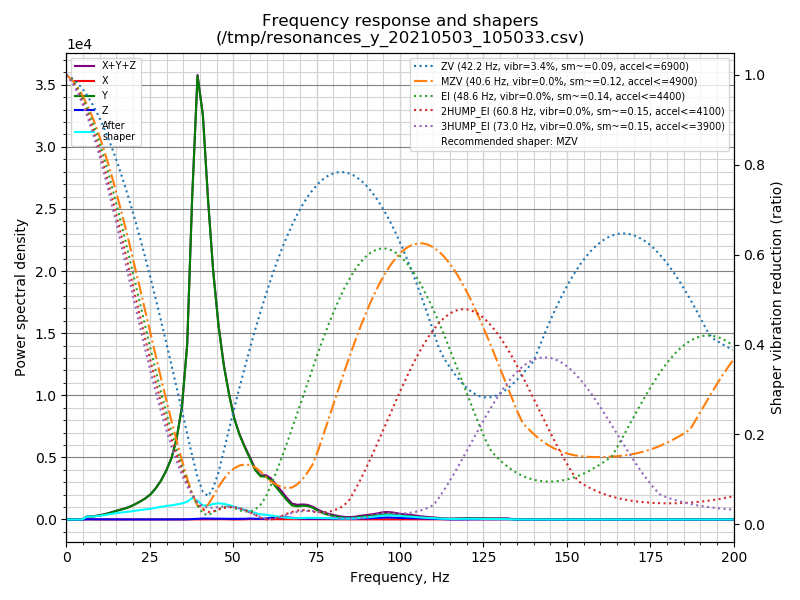 Frequency response and shapers
(/tmp/resonances_y_20210503_105033.csv)
1e4
X+Y+Z
X
Y
Z
After
shaper
ZV (42.2 Hz, vibr=3.4%, sm~=0.09, accel<=6900)
MZV (40.6 Hz, vibr=0.0%, sm~=0.12, accel<=4900)
EI (48.6 Hz, vibr=0.0%, sm~=0.14, accel<=4400)
2HUMP_EI (60.8 Hz, vibr=0.0%, sm~=0.15, accel<=4100)
3HUMP_EI (73.0 Hz, vibr=0.0%, sm~=0.15, accel<=3900)
Recommended shaper: MZV
Power spectral density
3.5
3.0
2.5
2.0
1.5
1.0
0.5
0.0
1.0
0.8
0.6
0.4
0.2
0.0
Shaper vibration reduction (ratio)
0 25 50 75 100 125 150 175 200
Frequency, Hz